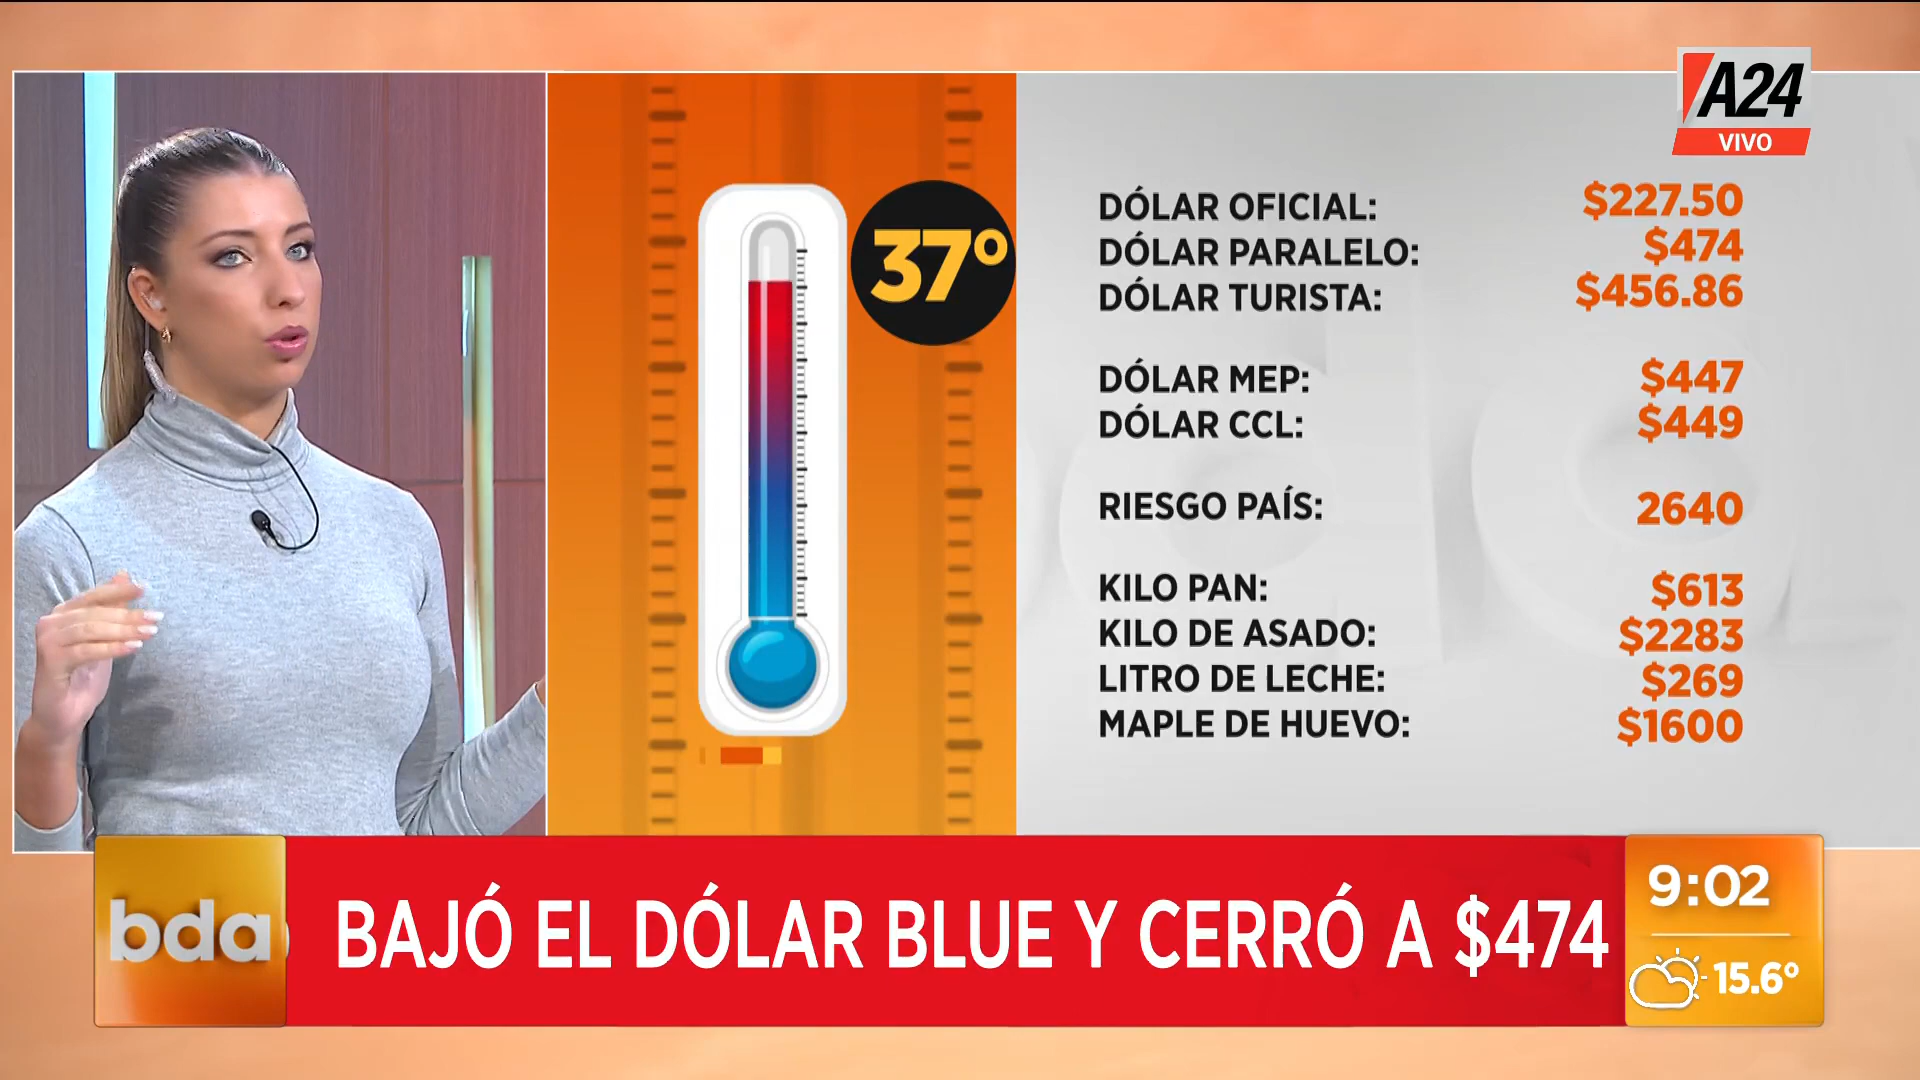 A24
VIVO
37°
DÓLAR OFICIAL: $227.50
DÓLAR PARALELO: $474
DÓLAR TURISTA: $456.86
DÓLAR MEP: $447
DÓLAR CCL: $449
RIESGO PAÍS: 2640
KILO PAN: $613
KILO DE ASADO: $2283
LITRO DE LECHE: $269
MAPLE DE HUEVO: $1600
bda
BAJÓ EL DÓLAR BLUE Y CERRÓ A $474
9:02
15.6°